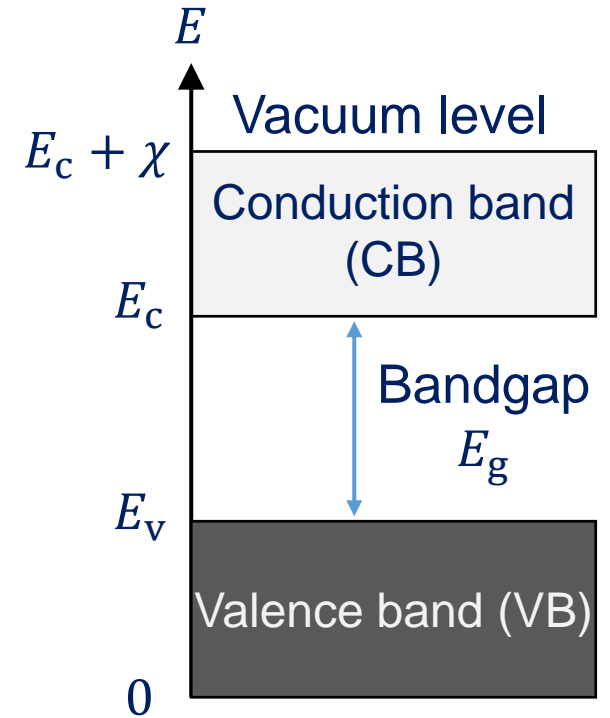 E
Vacuum level
E_c + χ
Conduction band
(CB)
E_c
Bandgap
E_g
E_v
Valence band (VB)
0